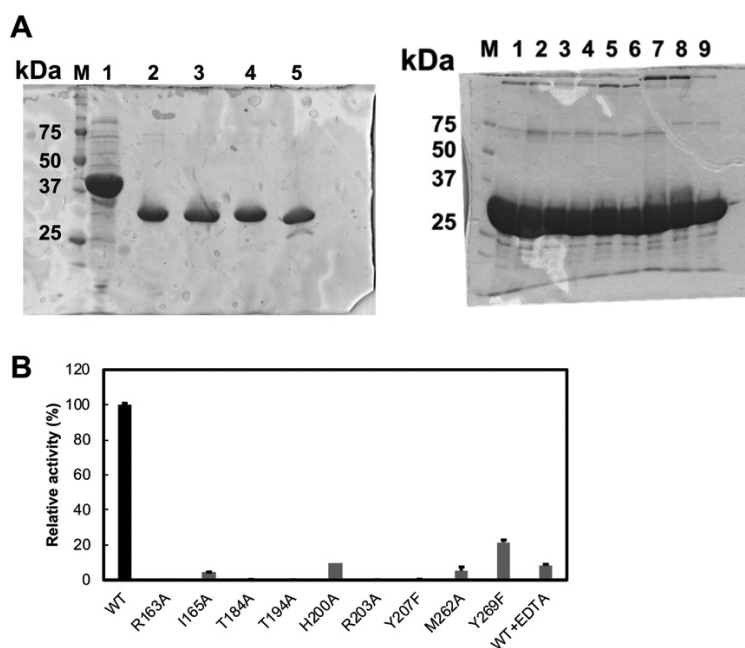 A
kDa M 1 2 3 4 5
75
50
37
25
kDa M 1 2 3 4 5 6 7 8 9
75
50
37
25
B
Relative activity (%)
120
100
80
60
40
20
0
WT R163A I165A T184A T194A H200A R203A Y207F M262A Y269F WT+EDTA